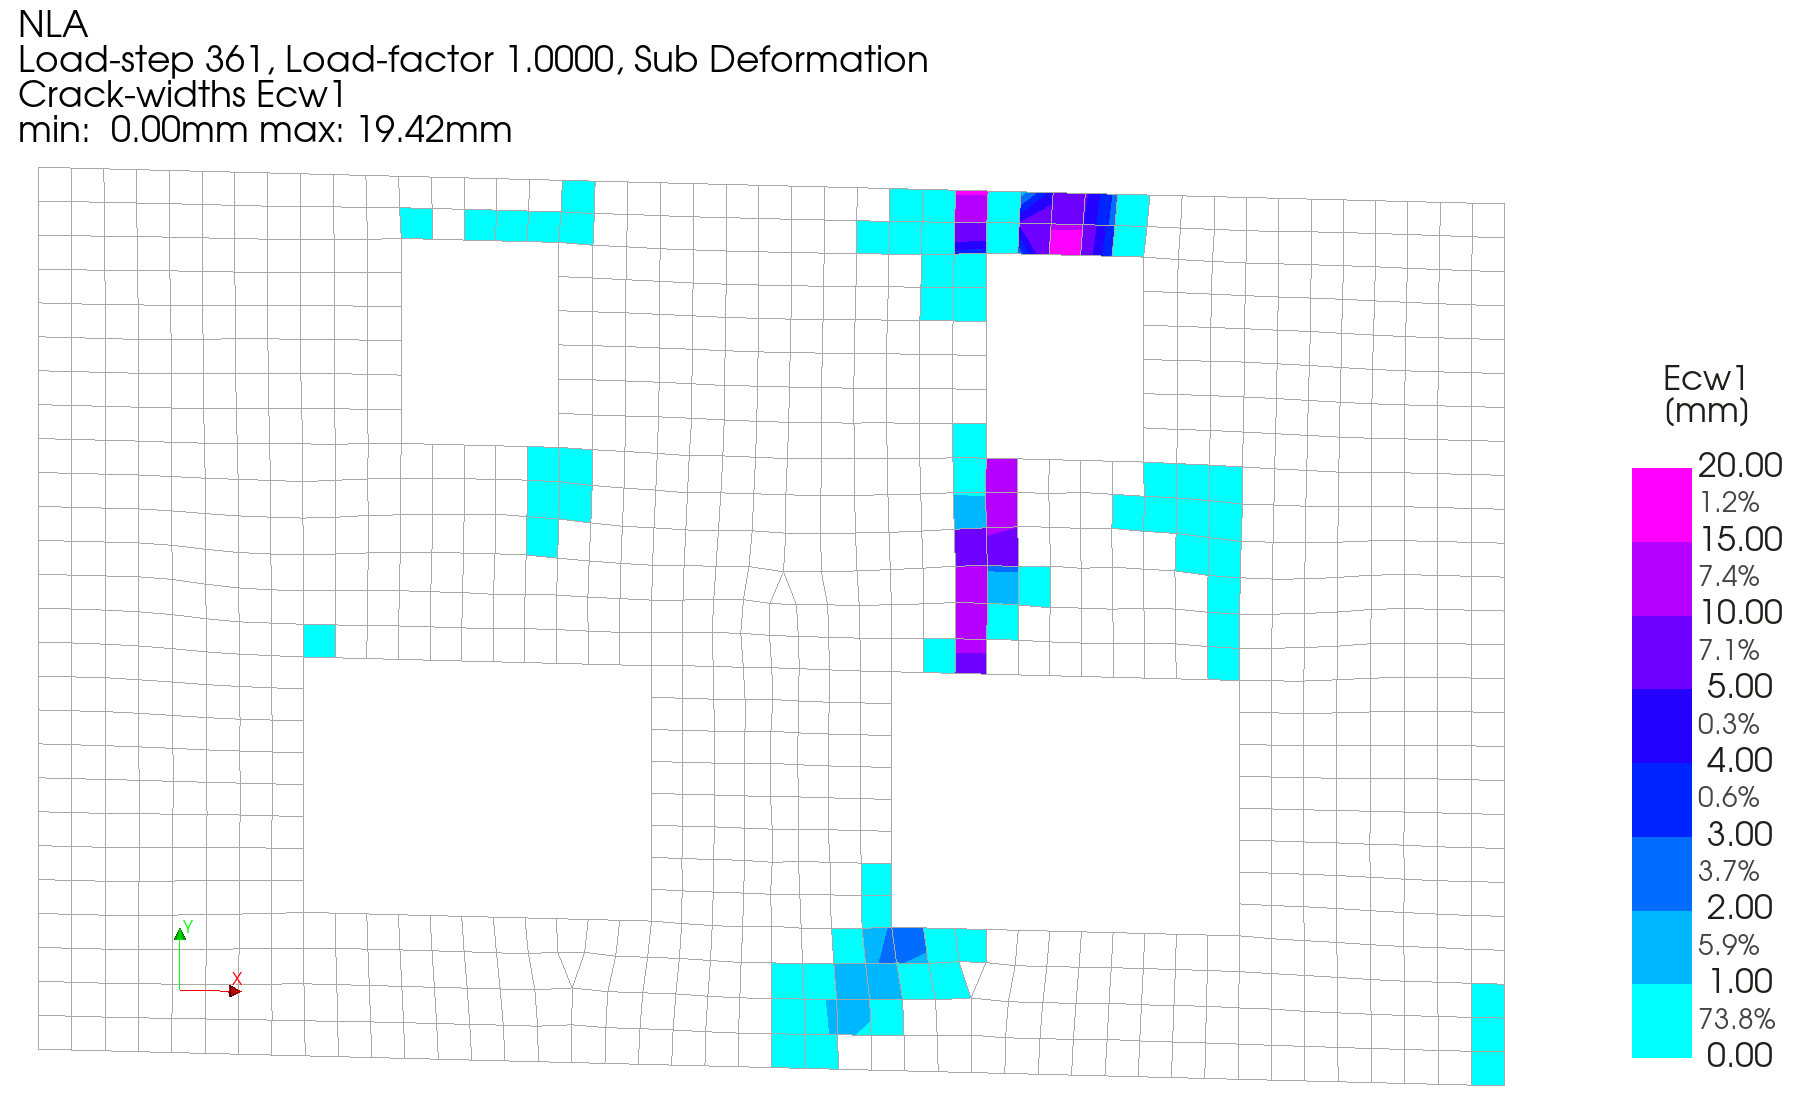 NLA
Load-step 361, Load-factor 1.0000, Sub Deformation
Crack-widths Ecw1
min:  0.00mm max: 19.42mm
Ecw1
(mm)
20.00
1.2%
15.00
7.4%
10.00
7.1%
5.00
0.3%
4.00
0.6%
3.00
3.7%
2.00
5.9%
1.00
73.8%
0.00
Y
X